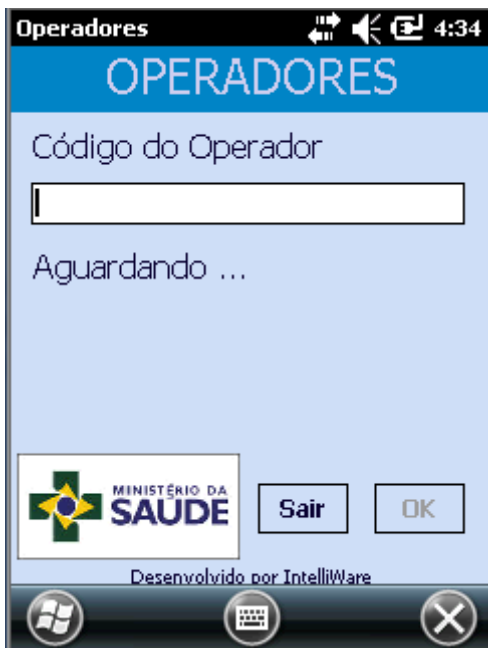 Operadores 4:34
OPERADORES
Código do Operador
Aguardando ...
MINISTÉRIO DA
SAÚDE
Sair OK
Desenvolvido por IntelliWare